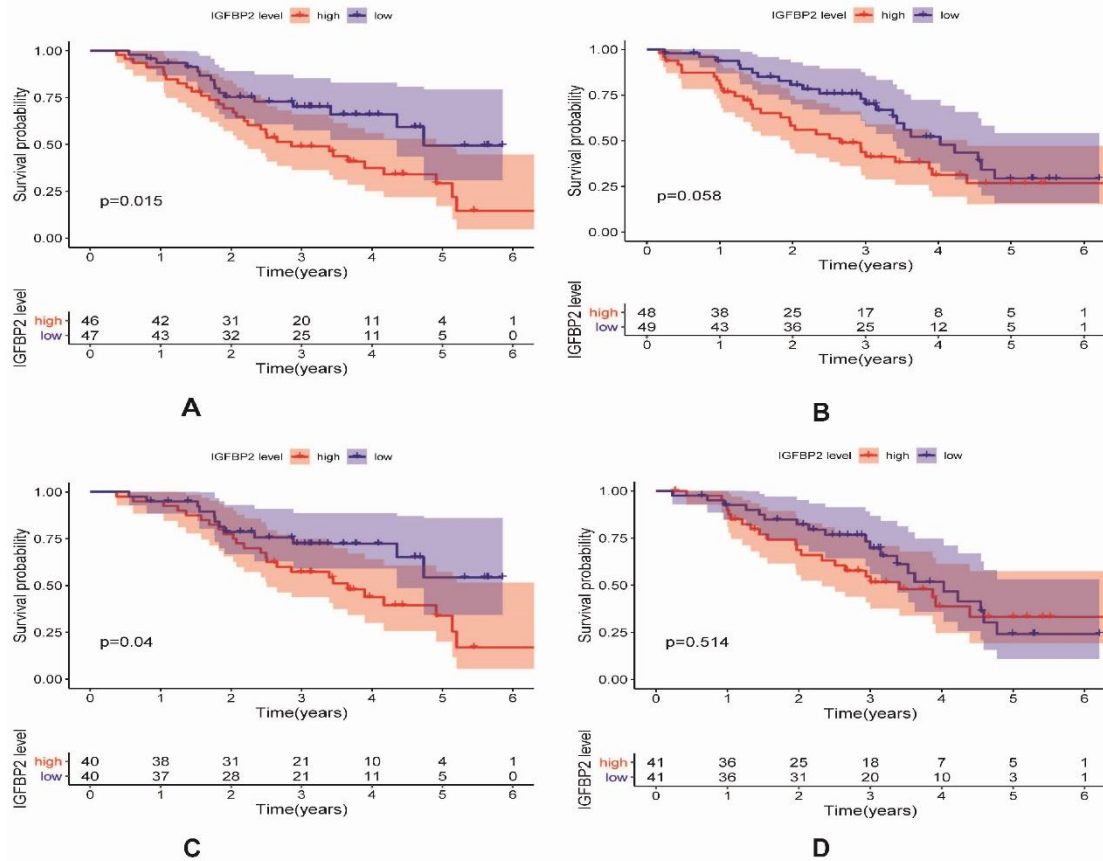 IGFBP2 level high low
1.00
0.75
0.50
0.25
0.00
Survival probability
p=0.015
0 1 2 3 4 5 6
Time(years)
IGFBP2 level
high 46 42 31 20 11 4 1
low 47 43 32 25 11 5 0
0 1 2 3 4 5 6
Time(years)
A
IGFBP2 level high low
1.00
0.75
0.50
0.25
0.00
Survival probability
p=0.058
0 1 2 3 4 5 6
Time(years)
IGFBP2 level
high 48 38 25 17 8 5 1
low 49 43 36 25 12 5 1
0 1 2 3 4 5 6
Time(years)
B
IGFBP2 level high low
1.00
0.75
0.50
0.25
0.00
Survival probability
p=0.04
0 1 2 3 4 5 6
Time(years)
IGFBP2 level
high 40 38 31 21 10 4 1
low 40 37 28 21 11 5 0
0 1 2 3 4 5 6
Time(years)
C
IGFBP2 level high low
1.00
0.75
0.50
0.25
0.00
Survival probability
p=0.514
0 1 2 3 4 5 6
Time(years)
IGFBP2 level
high 41 36 25 18 7 5 1
low 41 36 31 20 10 3 1
0 1 2 3 4 5 6
Time(years)
D